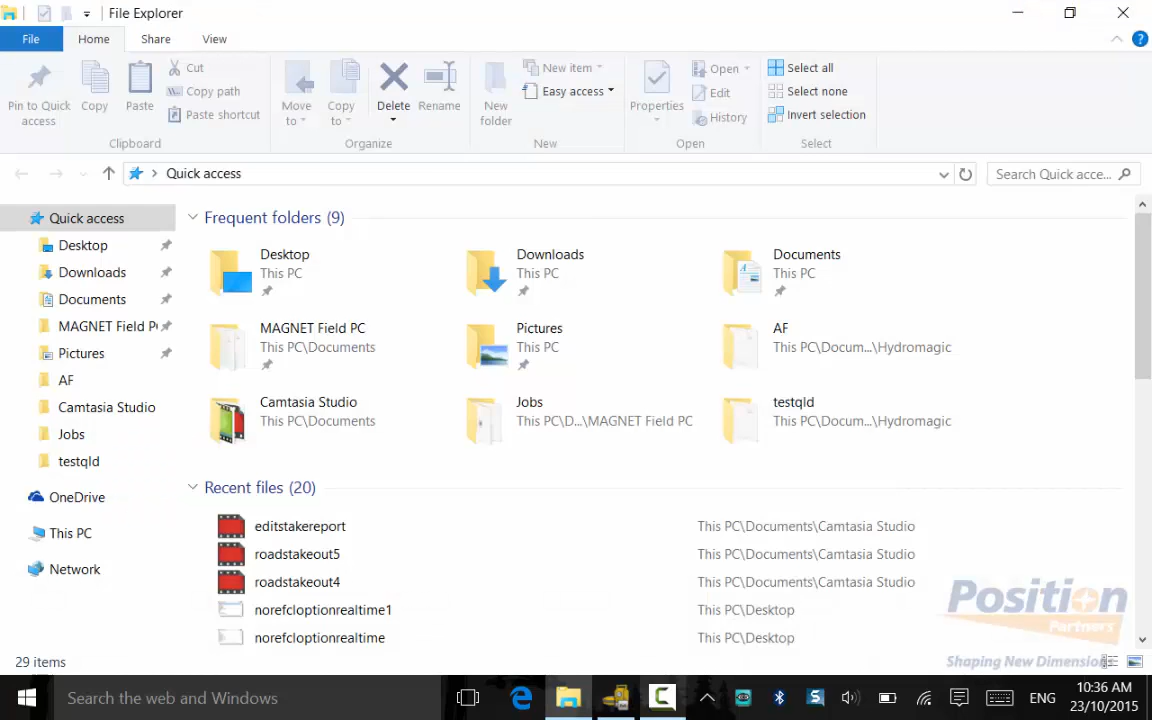 File Explorer
File
Home
Share
View
Pin to Quick access
Copy
Paste
Cut
Copy path
Paste shortcut
Clipboard
Move to
Copy to
Delete
Rename
Organize
New folder
New item
Easy access
New
Properties
Open
Edit
History
Open
Select all
Select none
Invert selection
Select
Quick access
Search Quick acce...
Quick access
Desktop
Downloads
Documents
MAGNET Field P
Pictures
AF
Camtasia Studio
Jobs
testqld
OneDrive
This PC
Network
Frequent folders (9)
Desktop
This PC
Downloads
This PC
Documents
This PC
MAGNET Field PC
This PC\Documents
Pictures
This PC
AF
This PC\Docum...\Hydromagic
Camtasia Studio
This PC\Documents
Jobs
This PC\D...\MAGNET Field PC
testqld
This PC\Docum...\Hydromagic
Recent files (20)
editstakereport This PC\Documents\Camtasia Studio
roadstakeout5 This PC\Documents\Camtasia Studio
roadstakeout4 This PC\Documents\Camtasia Studio
norefcloptionrealtime1 This PC\Desktop
norefcloptionrealtime This PC\Desktop
Position
Partners
Shaping New Dimensio
29 items
Search the web and Windows
ENG
10:36 AM
23/10/2015